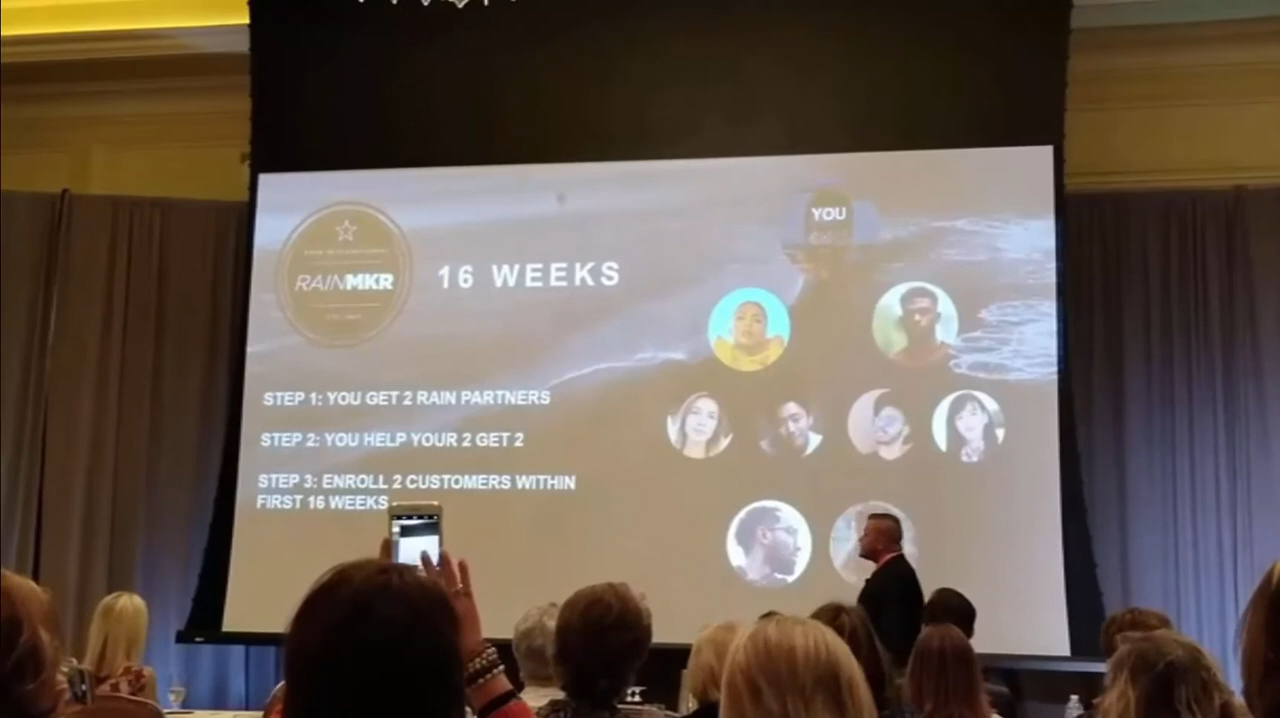 YOU
RAINMKR
16 WEEKS
STEP 1: YOU GET 2 RAIN PARTNERS
STEP 2: YOU HELP YOUR 2 GET 2
STEP 3: ENROLL 2 CUSTOMERS WITHIN
FIRST 16 WEEKS